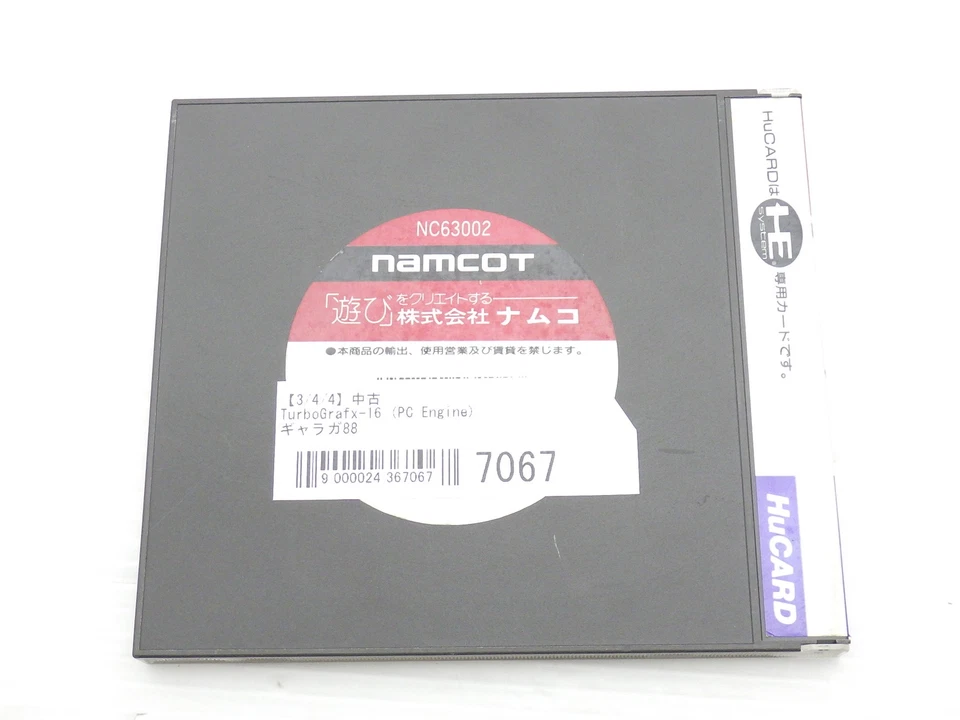 NC63002
namcoT
「遊び」をクリエイトする
株式会社ナムコ
●本商品の輸出、使用営業及び賃貸を禁じます。
【3/4/4】中古
TurboGrafx-16 (PC Engine)
ギャラガ88
9 000024 367067
7067
HuCARDは HE system 専用カードです。
HuCARD